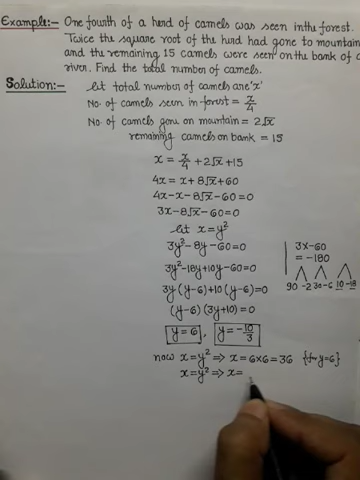 Example:- One fourth of a herd of camels was seen in the forest.
Twice the square root of the herd had gone to mountain
and the remaining 15 camels were seen on the bank of a
river. Find the total number of camels.
Solution:- let total number of camels are 'x'
No. of camels seen in forest = x/4
No. of camels gone on mountain = 2√x
remaining camels on bank = 15
x = x/4 + 2√x + 15
4x = x + 8√x + 60
4x - x - 8√x - 60 = 0
3x - 8√x - 60 = 0
let x = y²
3y² - 8y - 60 = 0
3y² - 18y + 10y - 60 = 0
3y (y-6) + 10 (y-6) = 0
(y-6) (3y+10) = 0
y = 6, y = -10/3
3x-60
= -180
90 -2 30 -6 10 -18
now x = y² ⟹ x = 6×6 = 36 {for y=6}
x = y² ⟹ x =